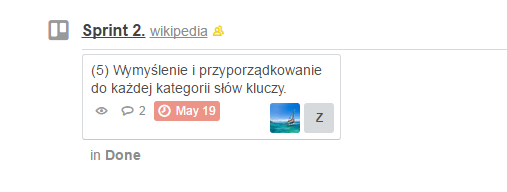 Sprint 2. wikipedia
(5) Wymyślenie i przyporządkowanie
do każdej kategorii słów kluczy.
2 May 19
Z
in Done